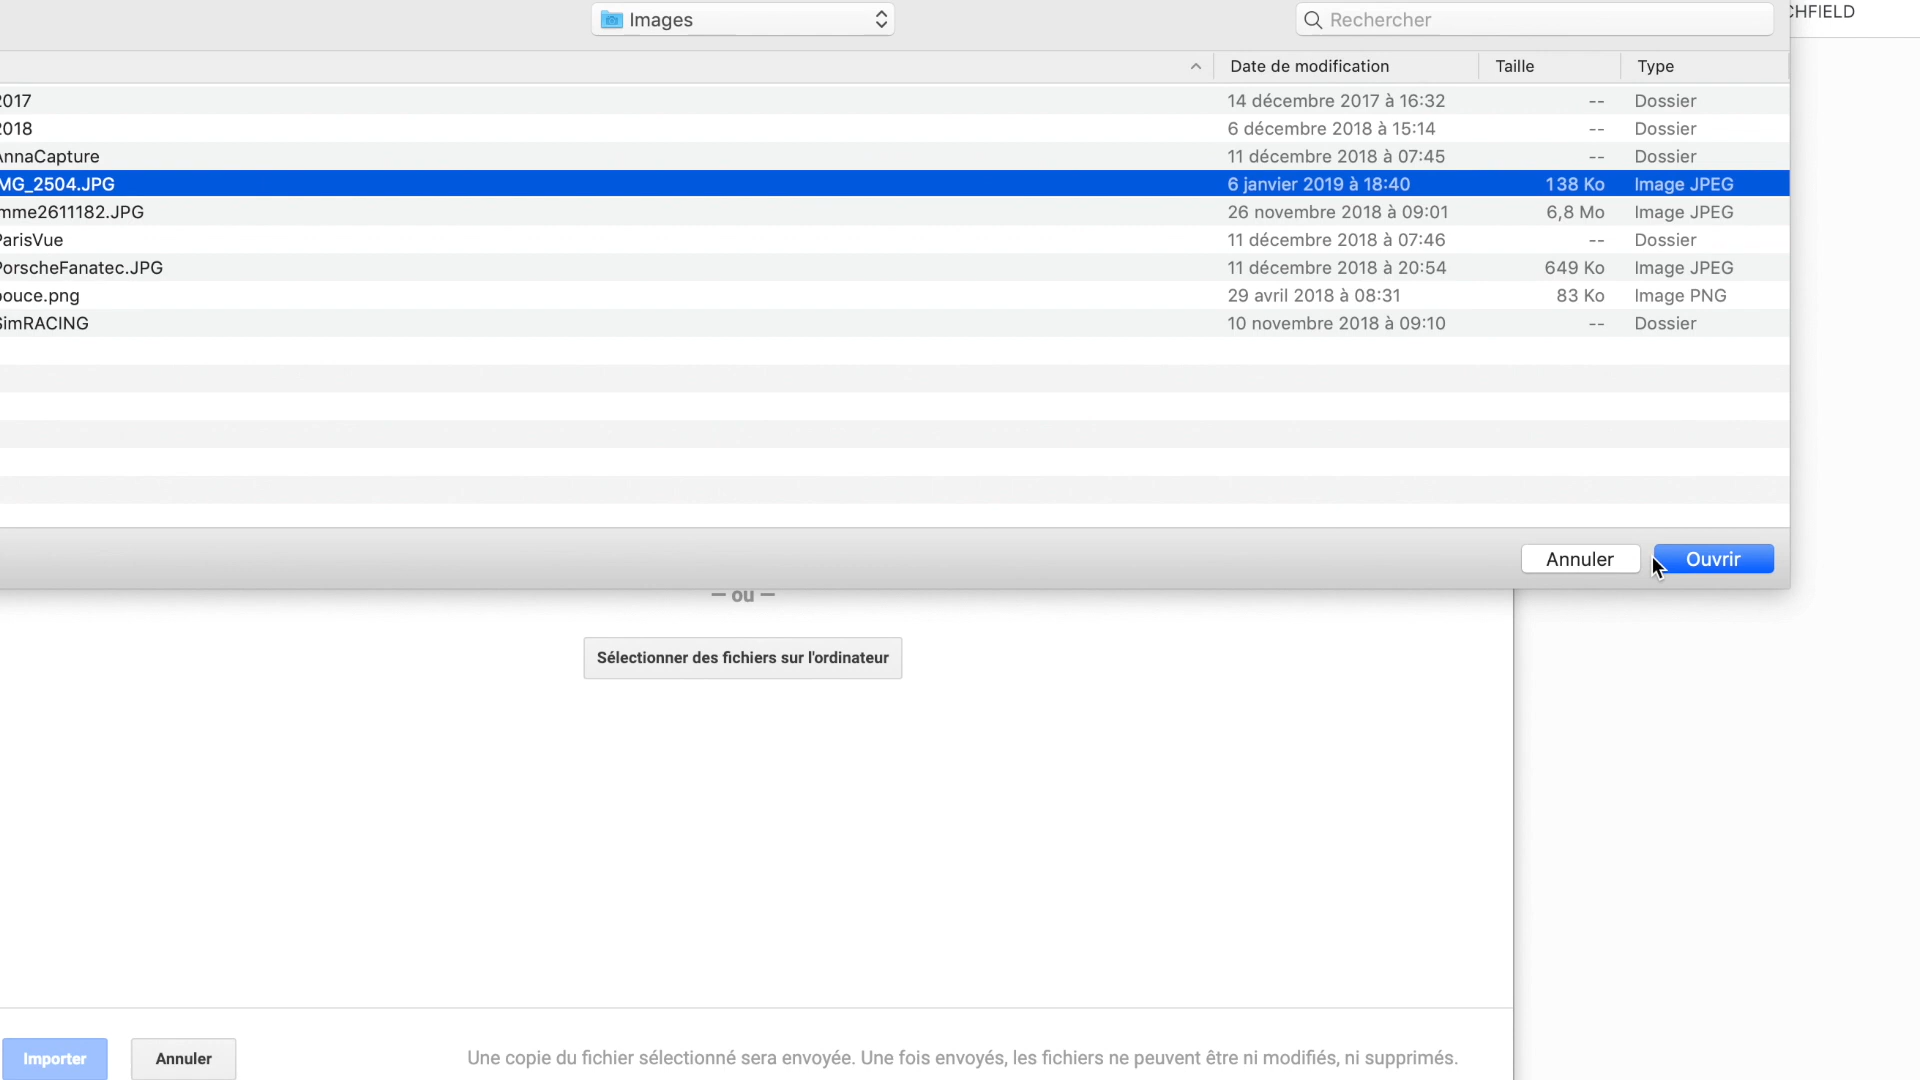 Images
Rechercher
CHFIELD
Date de modification Taille Type
2017 14 décembre 2017 à 16:32 -- Dossier
2018 6 décembre 2018 à 15:14 -- Dossier
AnnaCapture 11 décembre 2018 à 07:45 -- Dossier
MG_2504.JPG 6 janvier 2019 à 18:40 138 Ko Image JPEG
mme2611182.JPG 26 novembre 2018 à 09:01 6,8 Mo Image JPEG
ParisVue 11 décembre 2018 à 07:46 -- Dossier
PorscheFanatec.JPG 11 décembre 2018 à 20:54 649 Ko Image JPEG
pouce.png 29 avril 2018 à 08:31 83 Ko Image PNG
SimRACING 10 novembre 2018 à 09:10 -- Dossier
Annuler Ouvrir
— ou —
Sélectionner des fichiers sur l'ordinateur
Importer Annuler Une copie du fichier sélectionné sera envoyée. Une fois envoyés, les fichiers ne peuvent être ni modifiés, ni supprimés.